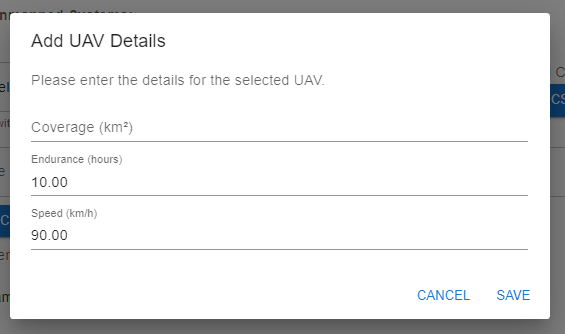 Add UAV Details
Please enter the details for the selected UAV.
Coverage (km²)
Endurance (hours)
10.00
Speed (km/h)
90.00
CANCEL SAVE